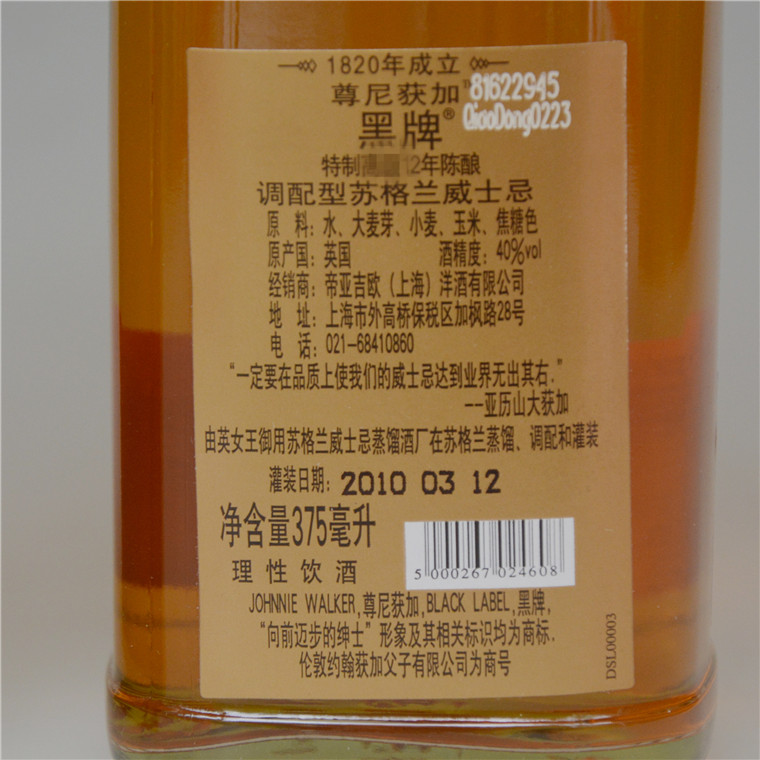 1820年成立
尊尼获加™
81622945
QiaoDong0223
黑牌®
特制 12年陈酿
调配型苏格兰威士忌
原 料：水、大麦芽、小麦、玉米、焦糖色
原产国：英国 酒精度：40%vol
经销商：帝亚吉欧（上海）洋酒有限公司
地 址：上海市外高桥保税区加枫路28号
电 话：021-68410860
“一定要在品质上使我们的威士忌达到业界无出其右.”
--亚历山大获加
由英女王御用苏格兰威士忌蒸馏酒厂在苏格兰蒸馏、调配和灌装
灌装日期：2010 03 12
净含量375毫升
5 000267 024608
理性饮酒
JOHNNIE WALKER,尊尼获加,BLACK LABEL,黑牌,
“向前迈步的绅士”形象及其相关标识均为商标.
伦敦约翰获加父子有限公司为商号
DSL00003